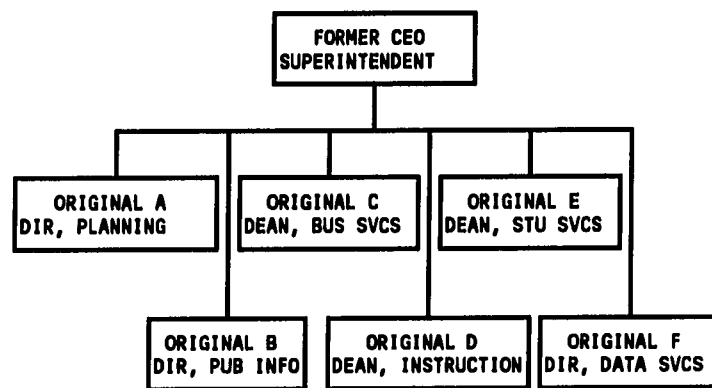 FORMER CEO
SUPERINTENDENT
ORIGINAL A
DIR, PLANNING
ORIGINAL C
DEAN, BUS SVCS
ORIGINAL E
DEAN, STU SVCS
ORIGINAL B
DIR, PUB INFO
ORIGINAL D
DEAN, INSTRUCTION
ORIGINAL F
DIR, DATA SVCS